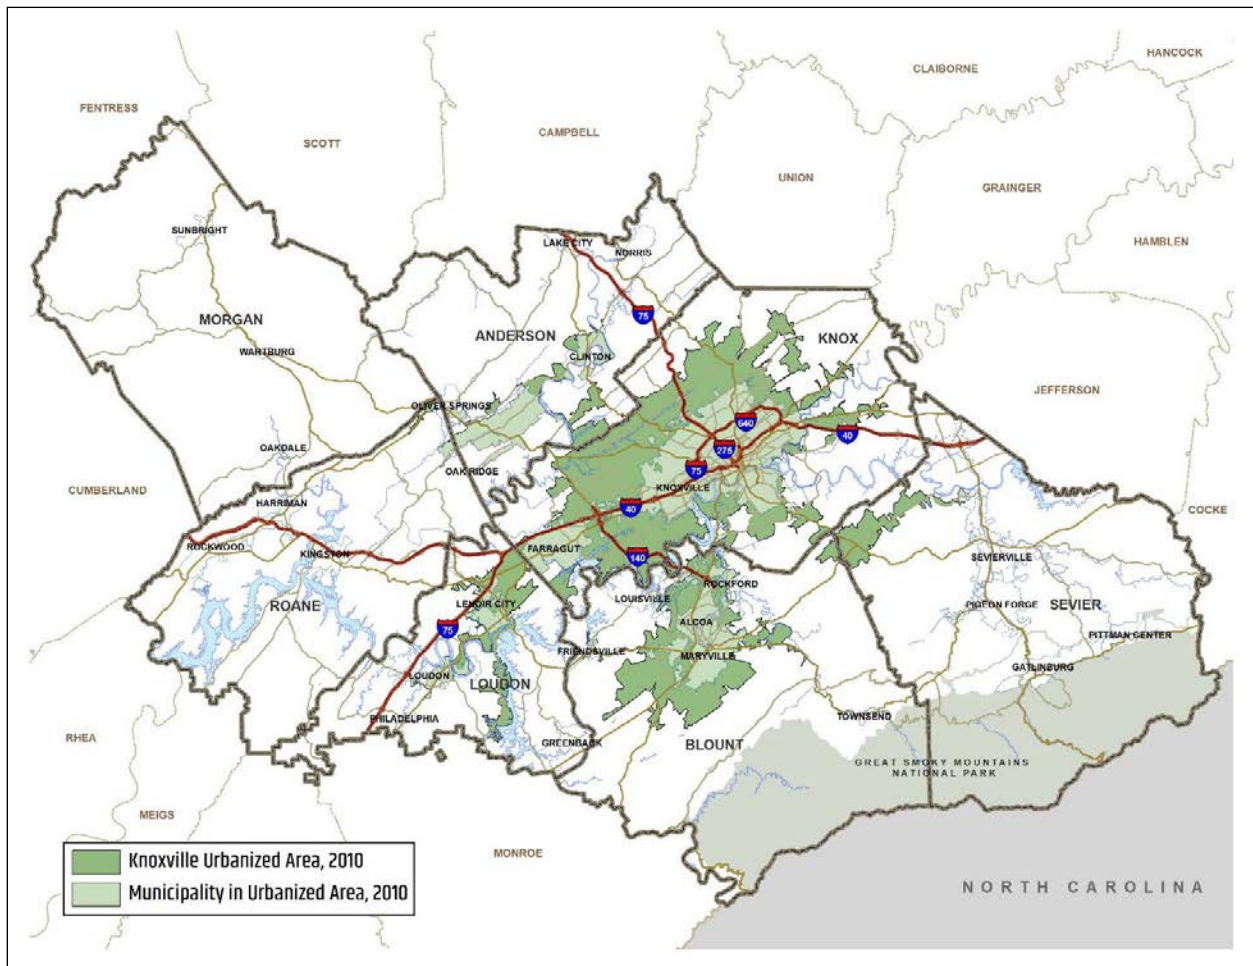 HANCOCK
CLAIBORNE
FENTRESS
CAMPBELL
SCOTT
UNION
GRAINGER
SUNBRIGHT
LAKE CITY
NORRIS
HAMBLEN
75
MORGAN
ANDERSON
KNOX
WARTBURG
CLINTON
JEFFERSON
OLIVER SPRINGS
640
40
OAKDALE
275
OAK RIDGE
75
CUMBERLAND
KNOXVILLE
HARRIMAN
40
COCKE
ROCKWOOD
KINGSTON
FARRAGUT
140
SEVIERVILLE
ROCKFORD
ROANE
LENOIR CITY
LOUISVILLE
PIGEON FORGE
SEVIER
75
ALCOA
PITTMAN CENTER
FRIENDSVILLE
MARYVILLE
GATLINBURG
LOUDON
LOUDON
PHILADELPHIA
TOWNSEND
RHEA
GREENBACK
BLOUNT
GREAT SMOKY MOUNTAINS
NATIONAL PARK
MEIGS
MONROE
Knoxville Urbanized Area, 2010
Municipality in Urbanized Area, 2010
NORTH CAROLINA